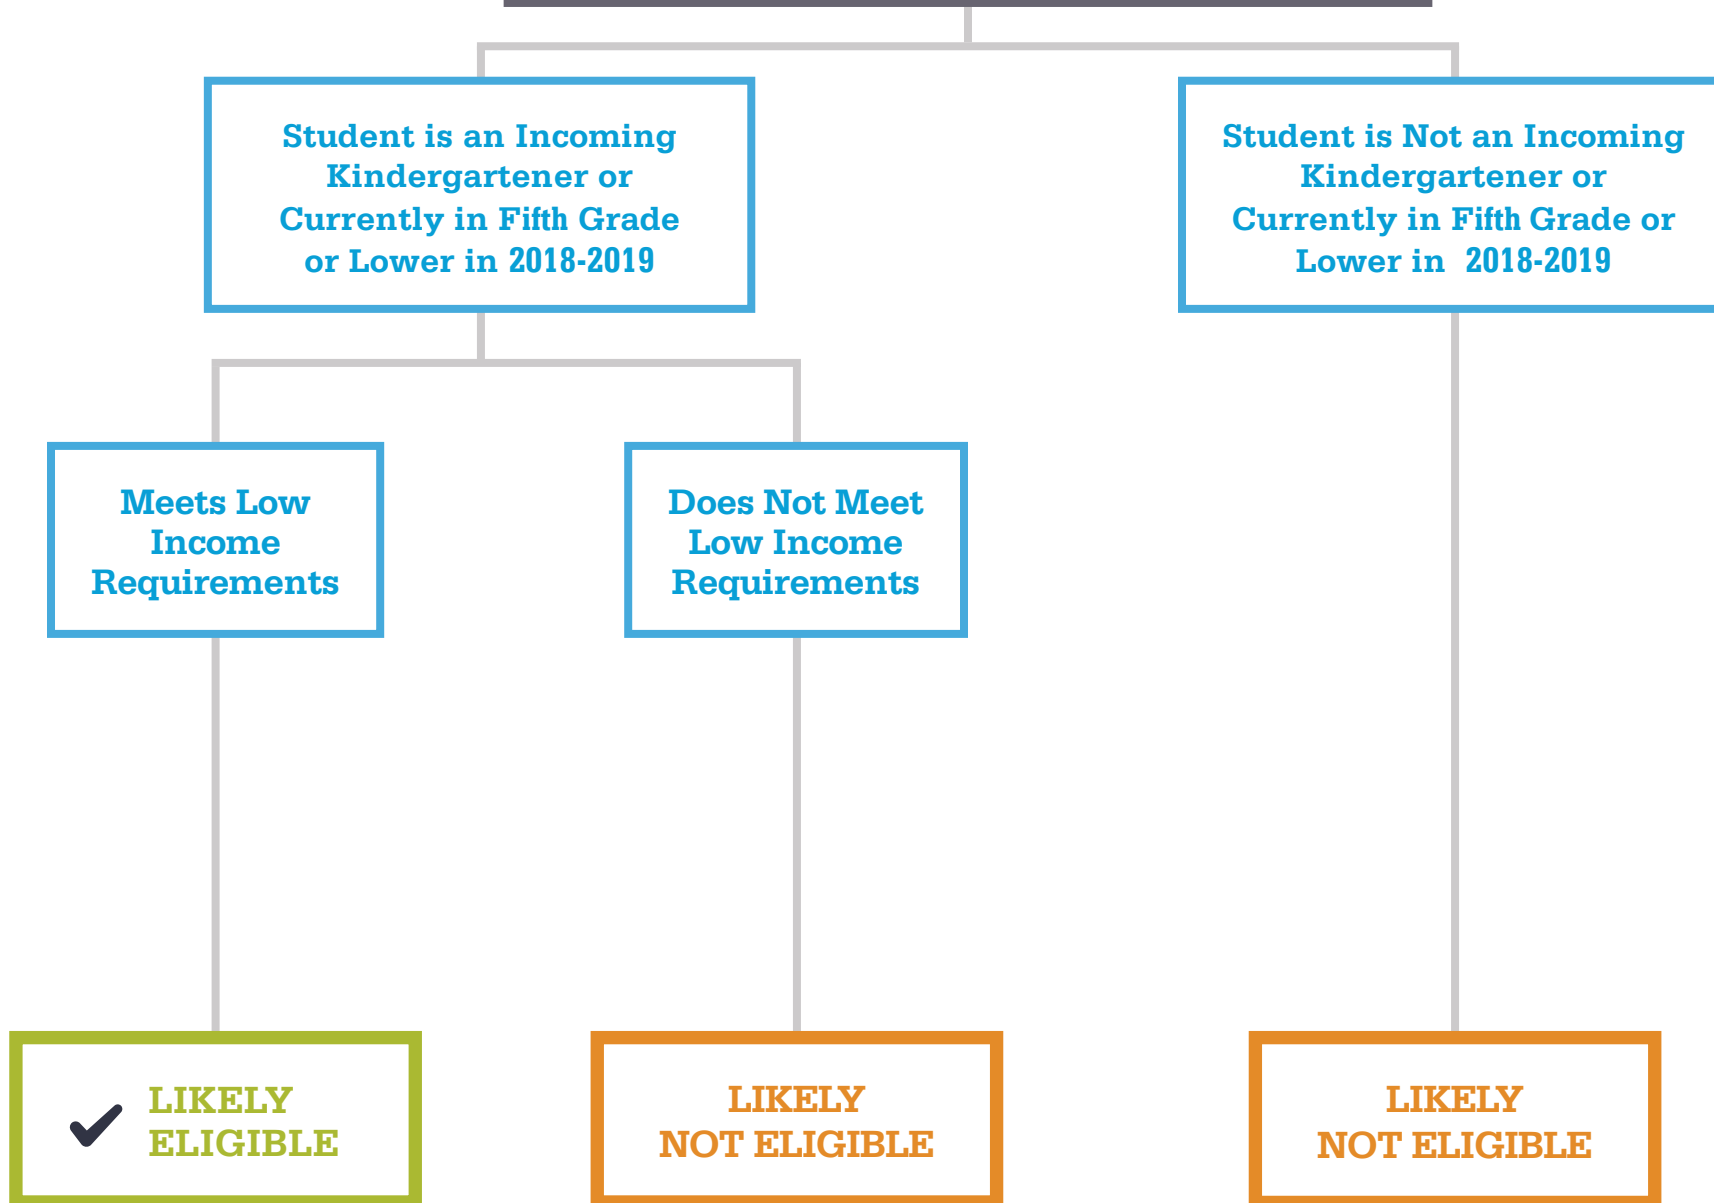 Student is an Incoming
Kindergartener or
Currently in Fifth Grade
or Lower in 2018-2019
Student is Not an Incoming
Kindergartener or
Currently in Fifth Grade or
Lower in 2018-2019
Meets Low
Income
Requirements
Does Not Meet
Low Income
Requirements
LIKELY
ELIGIBLE
LIKELY
NOT ELIGIBLE
LIKELY
NOT ELIGIBLE